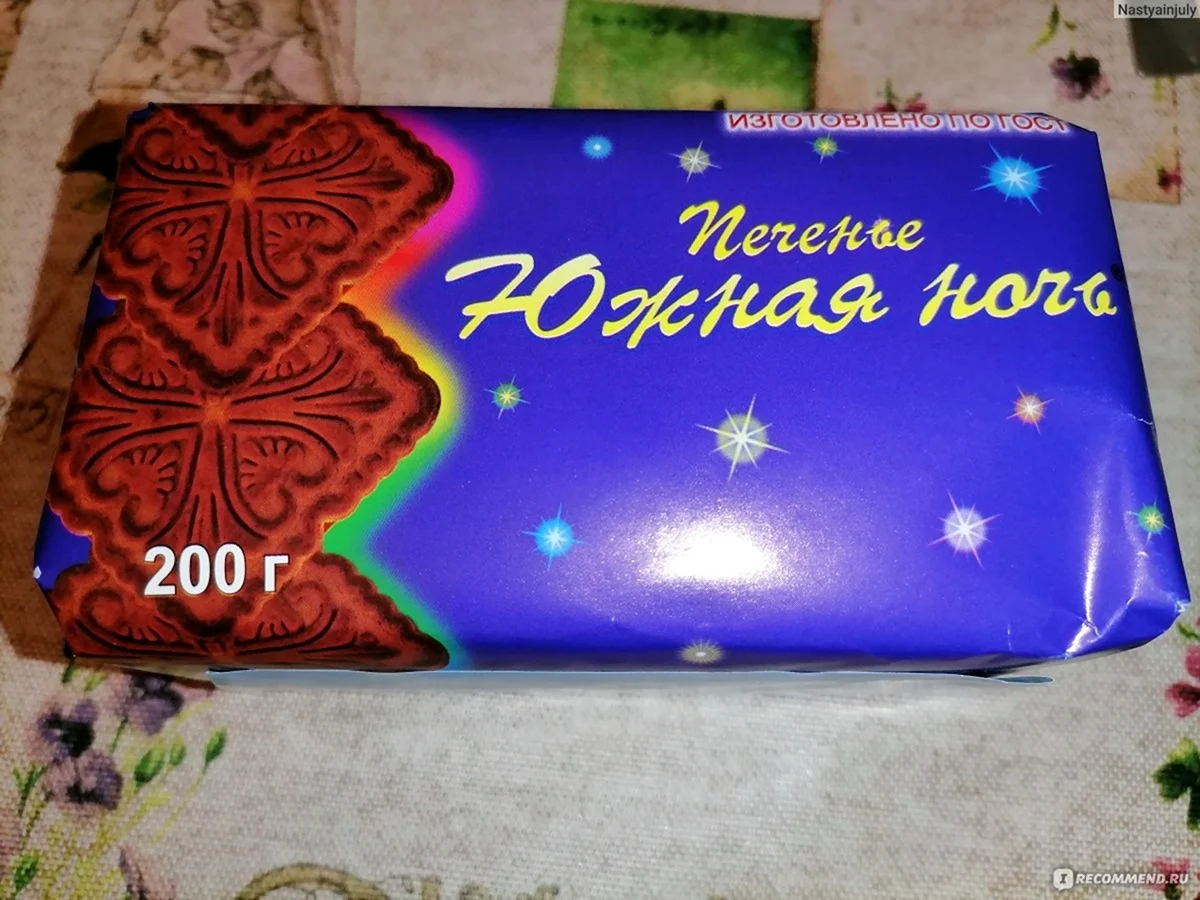 Nastyainjuly
ИЗГОТОВЛЕНО ПО ГОСТ
Печенье
Южная ночь
200 г
RECOMMEND.RU